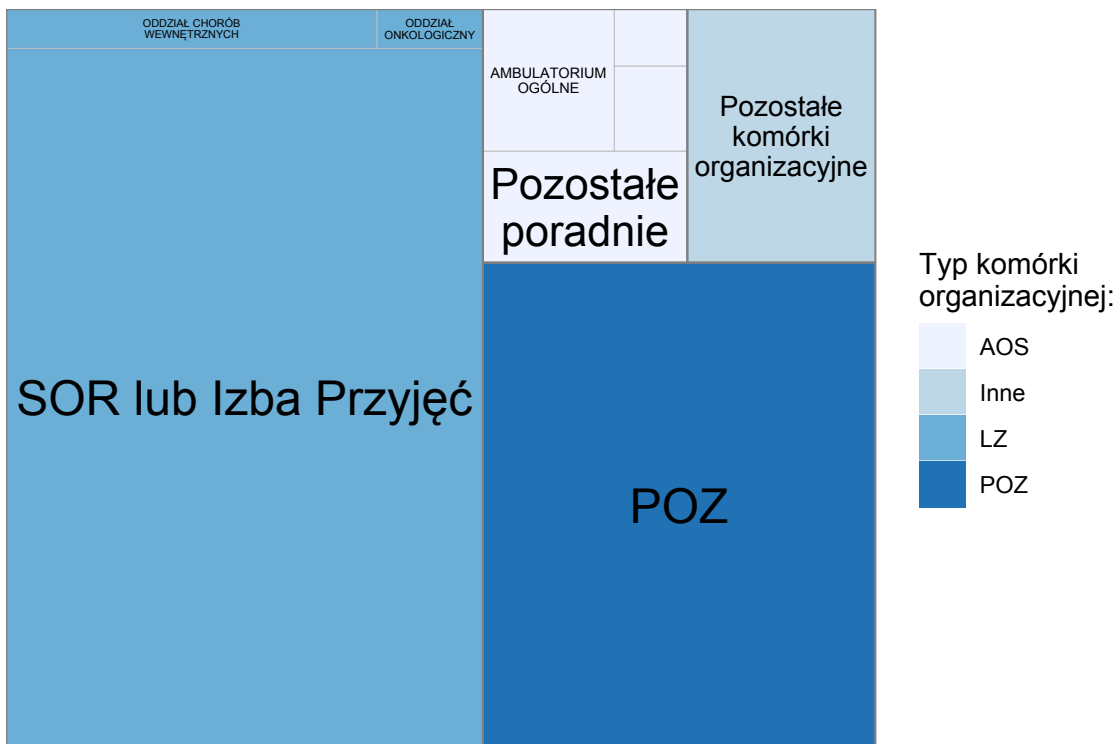 ODDZIAŁ CHORÓB
WEWNĘTRZNYCH
ODDZIAŁ
ONKOLOGICZNY
SOR lub Izba Przyjęć
AMBULATORIUM
OGÓLNE
Pozostałe
poradnie
Pozostałe
komórki
organizacyjne
POZ
Typ komórki
organizacyjnej:
AOS
Inne
LZ
POZ